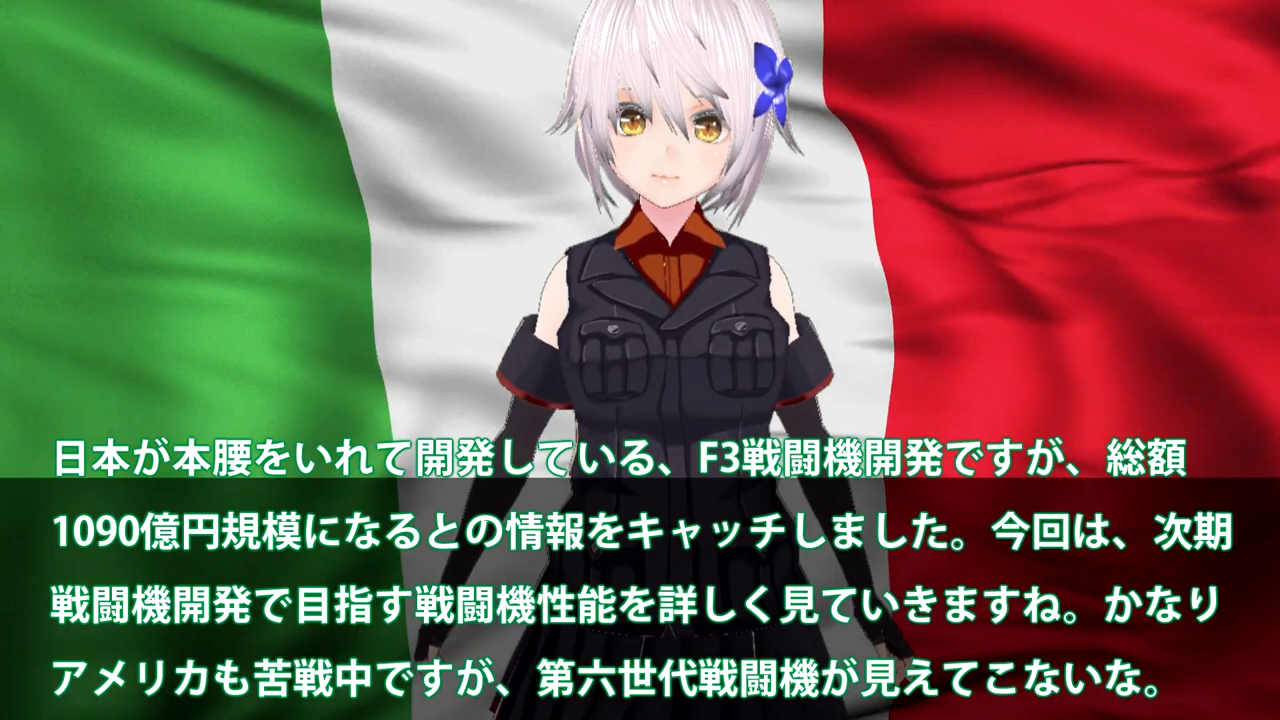 日本が本腰をいれて開発している、F3戦闘機開発ですが、総額
1090億円規模になるとの情報をキャッチしました。今回は、次期
戦闘機開発で目指す戦闘機性能を詳しく見ていきますね。かなり
アメリカも苦戦中ですが、第六世代戦闘機が見えてこないな。